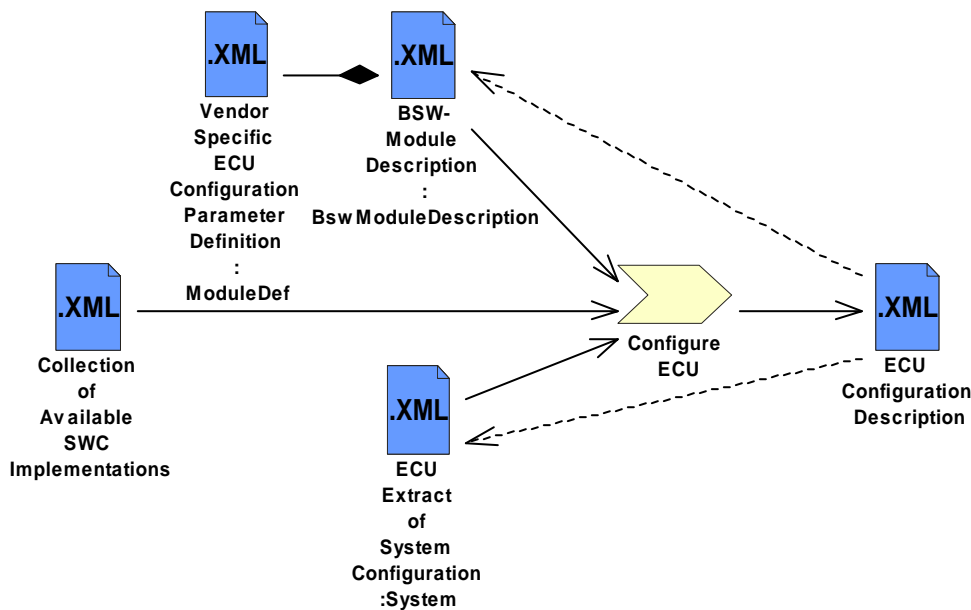 .XML
Vendor
Specific
ECU
Configuration
Parameter
Definition
:
ModuleDef
.XML
BSW-
Module
Description
:
BswModuleDescription
.XML
Collection
of
Available
SWC
Implementations
Configure
ECU
.XML
ECU
Configuration
Description
.XML
ECU
Extract
of
System
Configuration
:System